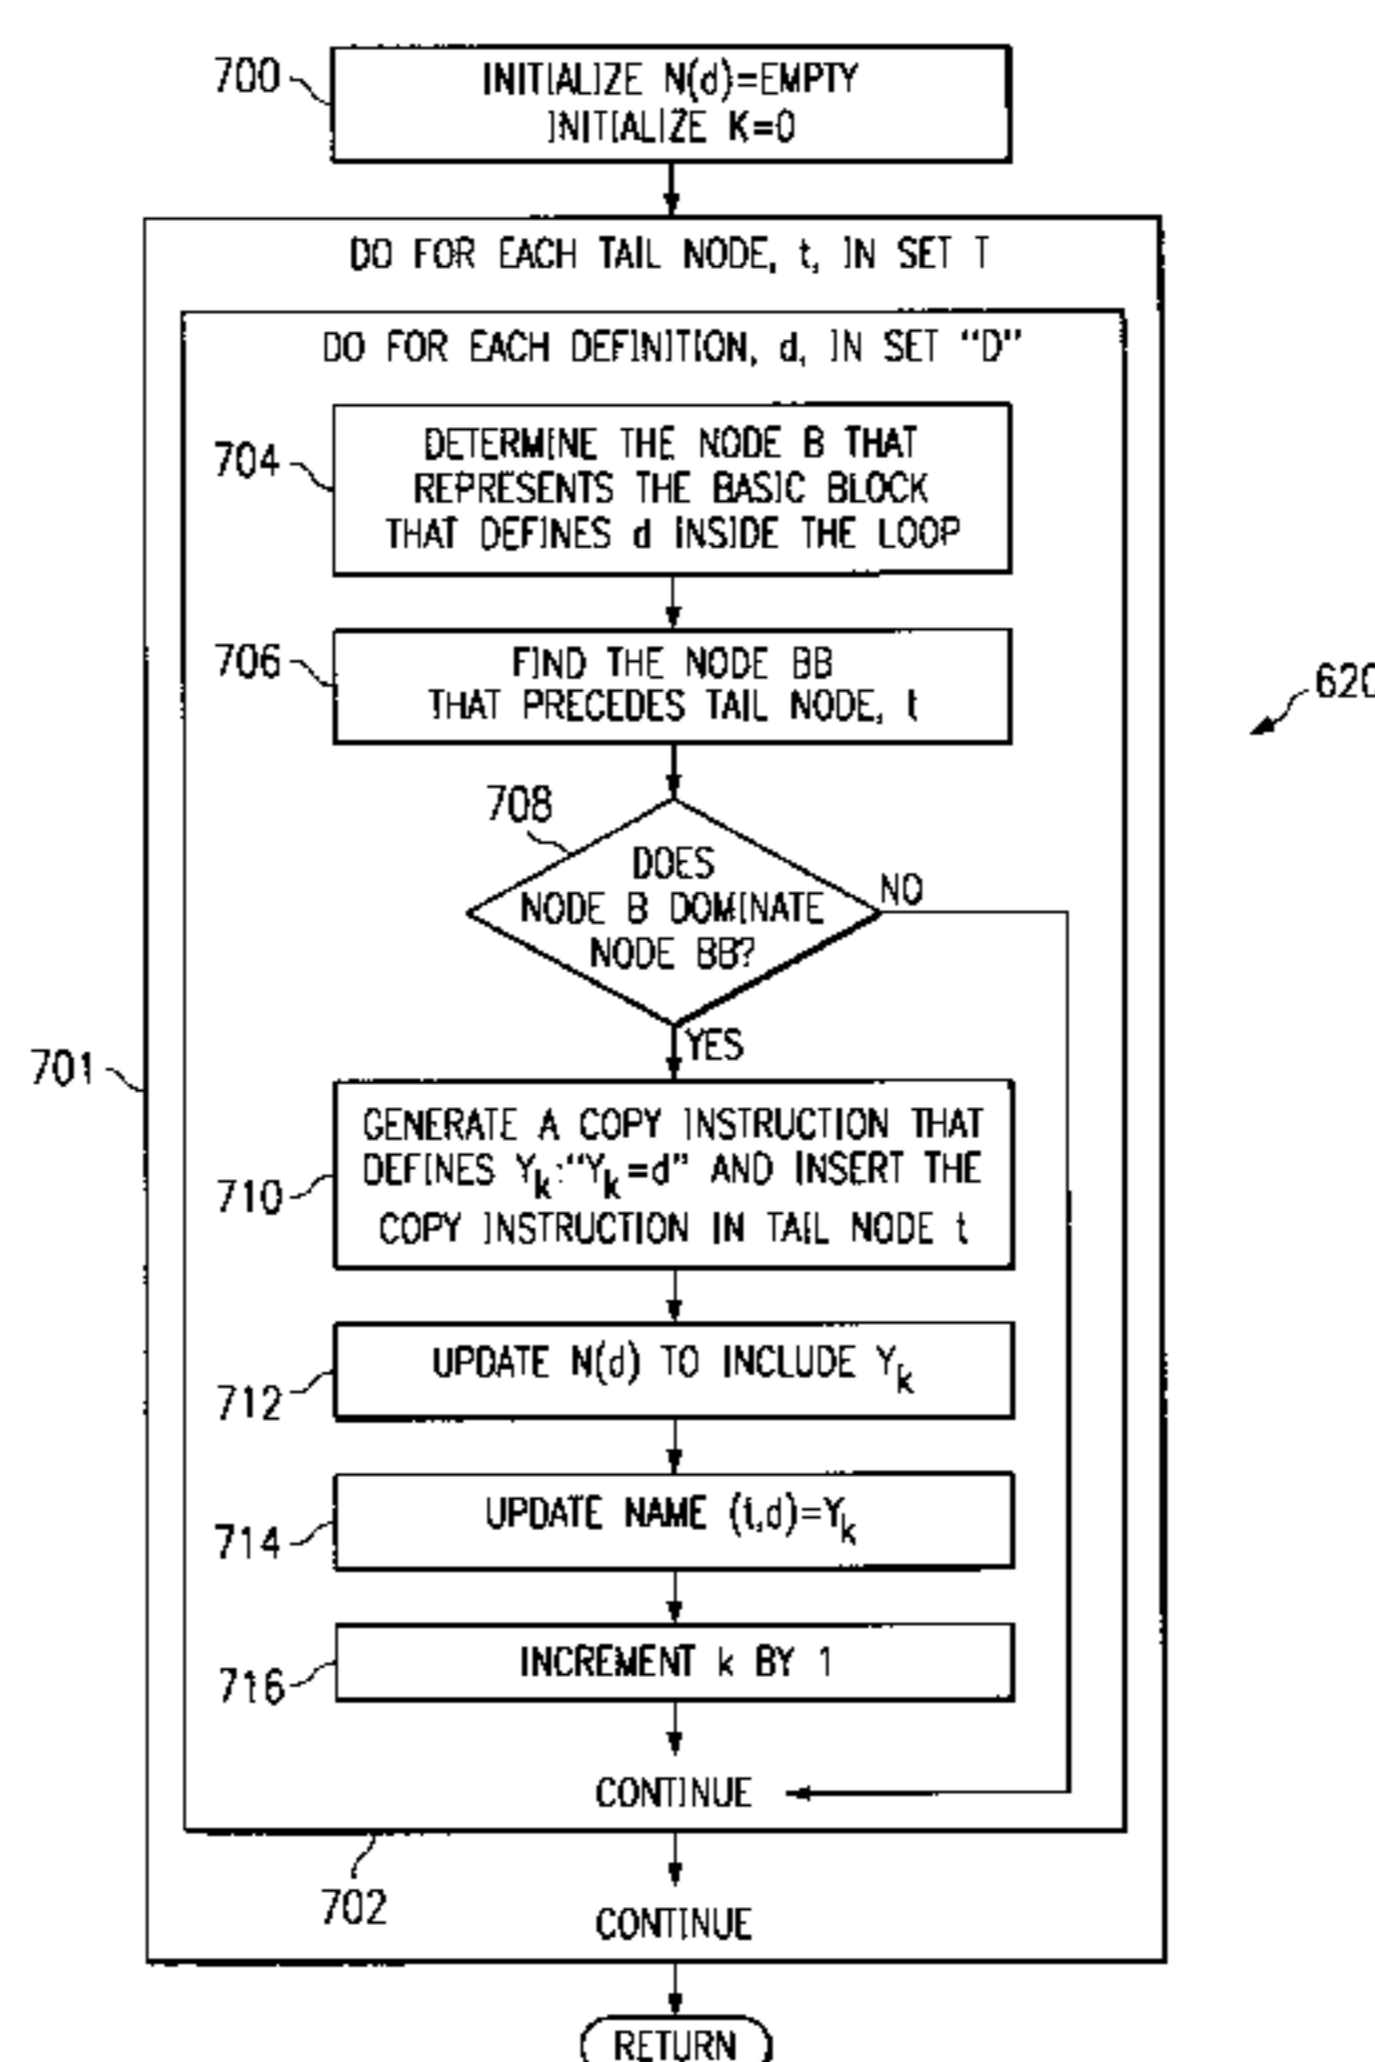 700
INITIALIZE N(d)=EMPTY
INITIALIZE K=0
DO FOR EACH TAIL NODE, t, IN SET T
DO FOR EACH DEFINITION, d, IN SET "D"
704
DETERMINE THE NODE B THAT
REPRESENTS THE BASIC BLOCK
THAT DEFINES d INSIDE THE LOOP
706
FIND THE NODE BB
THAT PRECEDES TAIL NODE, t
620
708
DOES
NODE B DOMINATE
NODE BB?
NO
YES
701
710
GENERATE A COPY INSTRUCTION THAT
DEFINES Yk:"Yk=d" AND INSERT THE
COPY INSTRUCTION IN TAIL NODE t
712
UPDATE N(d) TO INCLUDE Yk
714
UPDATE NAME (t,d)=Yk
716
INCREMENT k BY 1
CONTINUE
702
CONTINUE
RETURN